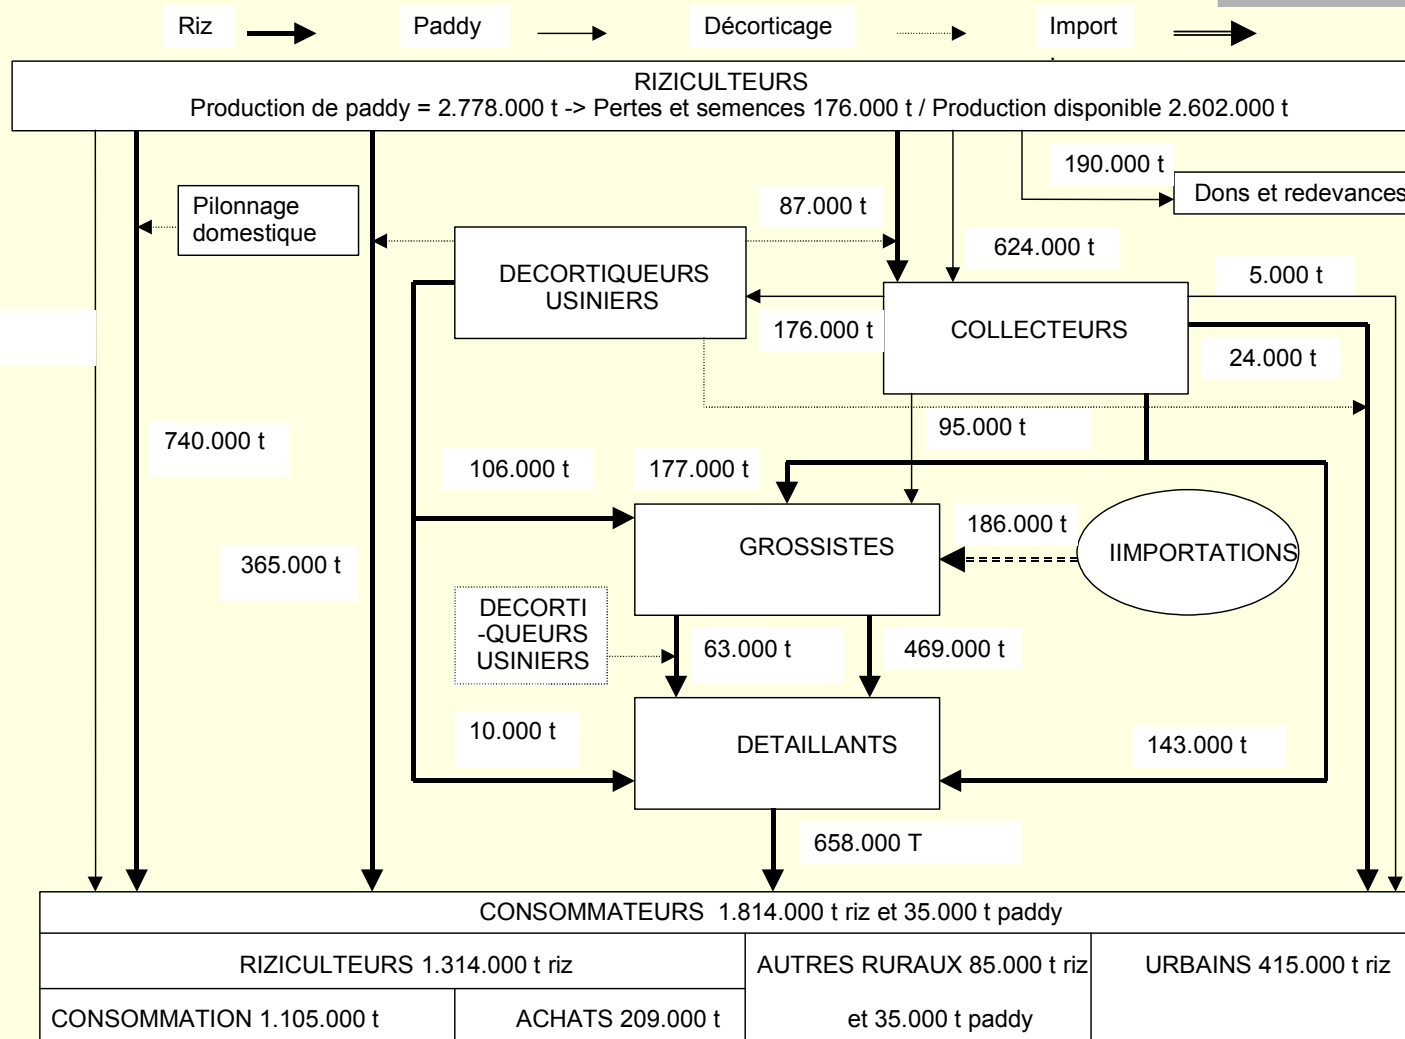 Riz
Paddy
Décorticage
Import
.
RIZICULTEURS
Production de paddy = 2.778.000 t -> Pertes et semences 176.000 t / Production disponible 2.602.000 t
190.000 t
Dons et redevances
Pilonnage
domestique
87.000 t
624.000 t
5.000 t
DECORTIQUEURS
USINIERS
176.000 t
COLLECTEURS
24.000 t
740.000 t
95.000 t
106.000 t
177.000 t
186.000 t
GROSSISTES
IIMPORTATIONS
365.000 t
DECORTI
-QUEURS
USINIERS
63.000 t
469.000 t
10.000 t
DETAILLANTS
143.000 t
658.000 T
CONSOMMATEURS 1.814.000 t riz et 35.000 t paddy
RIZICULTEURS 1.314.000 t riz
AUTRES RURAUX 85.000 t riz
URBAINS 415.000 t riz
CONSOMMATION 1.105.000 t
ACHATS 209.000 t
et 35.000 t paddy